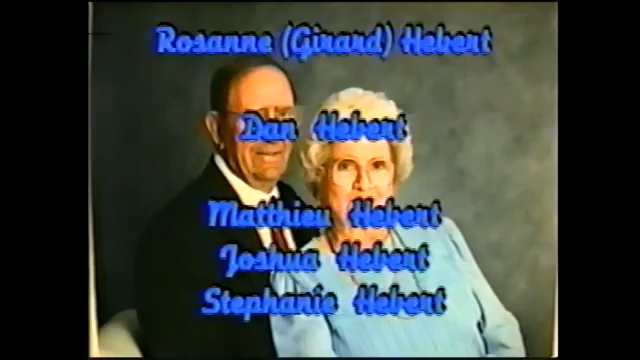 Rosanne (Girard) Hebert
Dan Hebert
Matthieu Hebert
Joshua Hebert
Stephanie Hebert